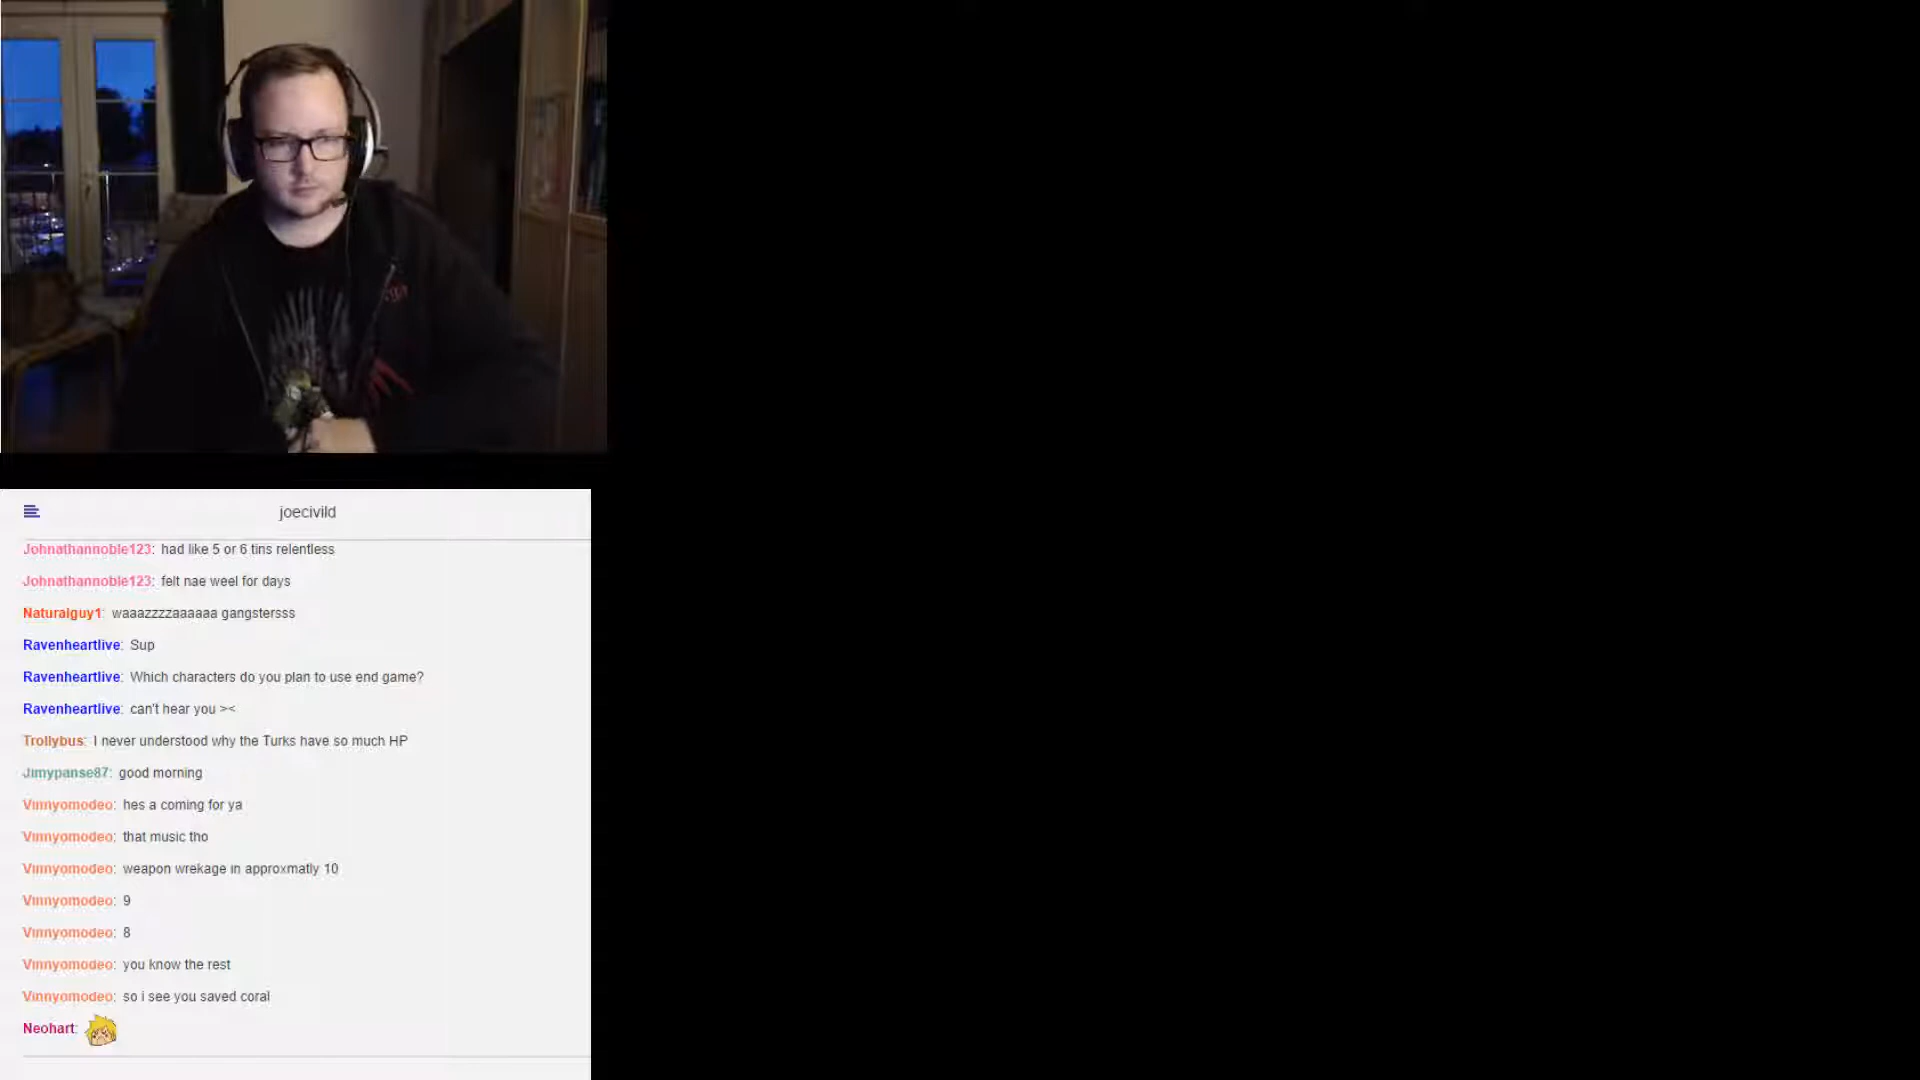 joecivild
Johnathannoble123: had like 5 or 6 tins relentless
Johnathannoble123: felt nae weel for days
Naturalguy1: waaazzzzaaaaaa gangstersss
Ravenheartlive: Sup
Ravenheartlive: Which characters do you plan to use end game?
Ravenheartlive: can't hear you ><
Trollybus: I never understood why the Turks have so much HP
Jimypanse87: good morning
Vinnyomodeo: hes a coming for ya
Vinnyomodeo: that music tho
Vinnyomodeo: weapon wrekage in approxmatly 10
Vinnyomodeo: 9
Vinnyomodeo: 8
Vinnyomodeo: you know the rest
Vinnyomodeo: so i see you saved coral
Neohart: